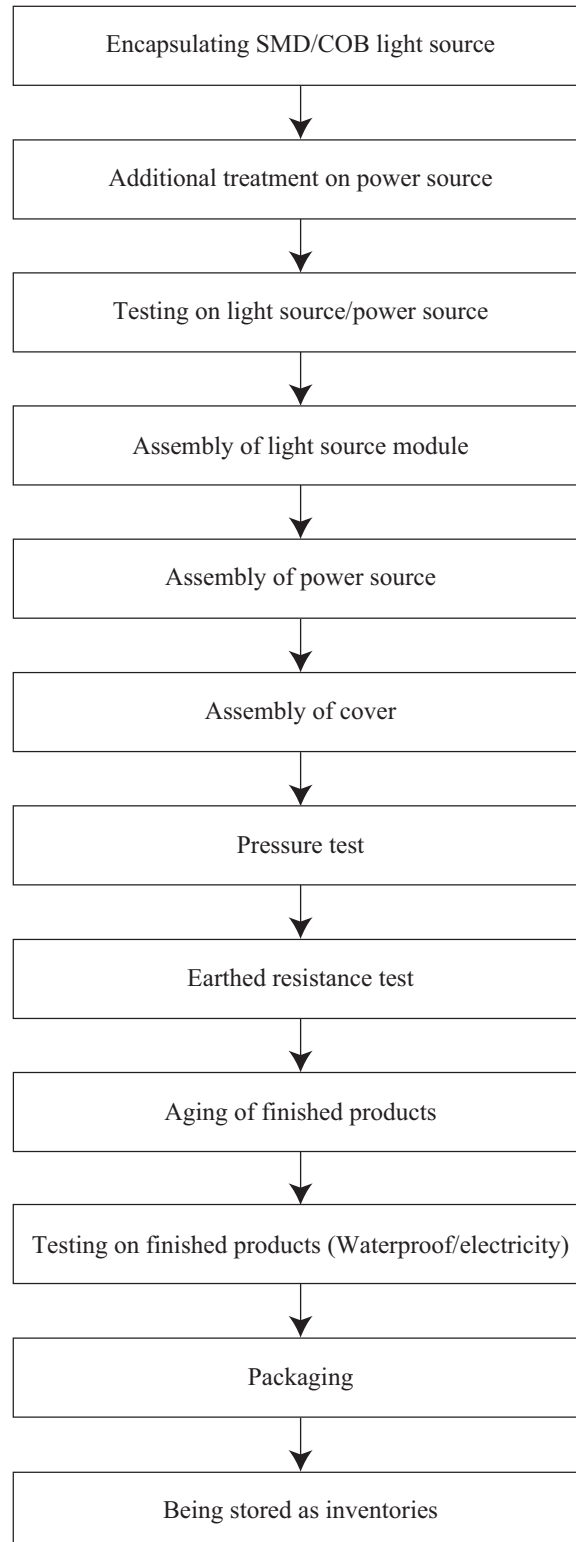 Encapsulating SMD/COB light source
Additional treatment on power source
Testing on light source/power source
Assembly of light source module
Assembly of power source
Assembly of cover
Pressure test
Earthed resistance test
Aging of finished products
Testing on finished products (Waterproof/electricity)
Packaging
Being stored as inventories